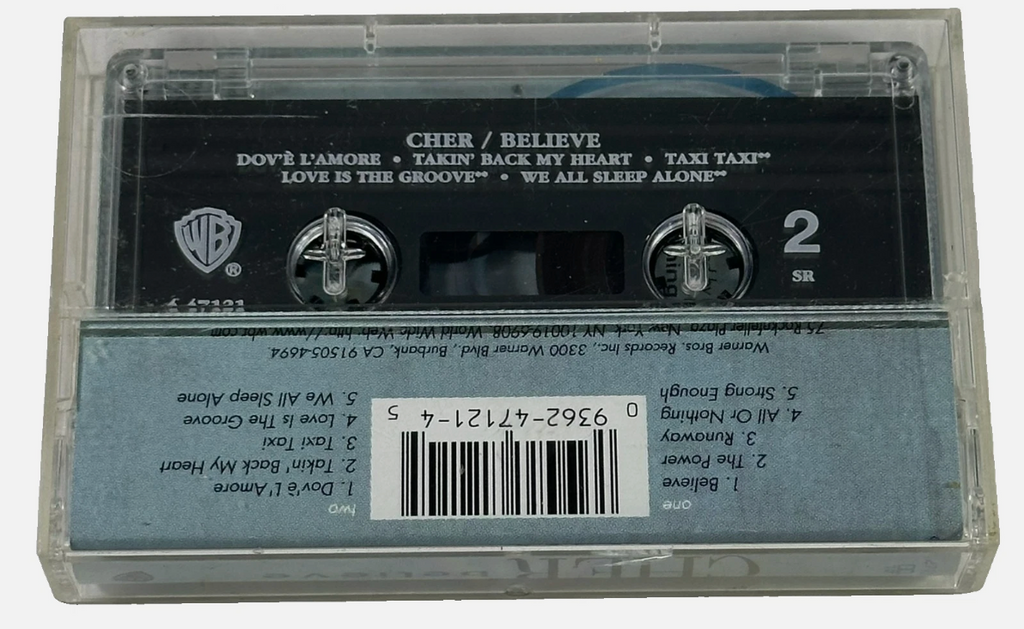 CHER / BELIEVE
DOV'È L'AMORE • TAKIN' BACK MY HEART • TAXI TAXI**
LOVE IS THE GROOVE** • WE ALL SLEEP ALONE**
WB
®
2
SR
one
1. Believe
2. The Power
3. Runaway
4. All Or Nothing
5. Strong Enough
two
1. Dov'è L'Amore
2. Takin' Back My Heart
3. Taxi Taxi
4. Love Is The Groove
5. We All Sleep Alone
0 9362-47121-4 5
Warner Bros. Records Inc., 3300 Warner Blvd., Burbank, CA 91505-4694
75 Rockefeller Plaza, New York, NY 10019-6908 World Wide Web: http://www.wbr.com
CHER believe